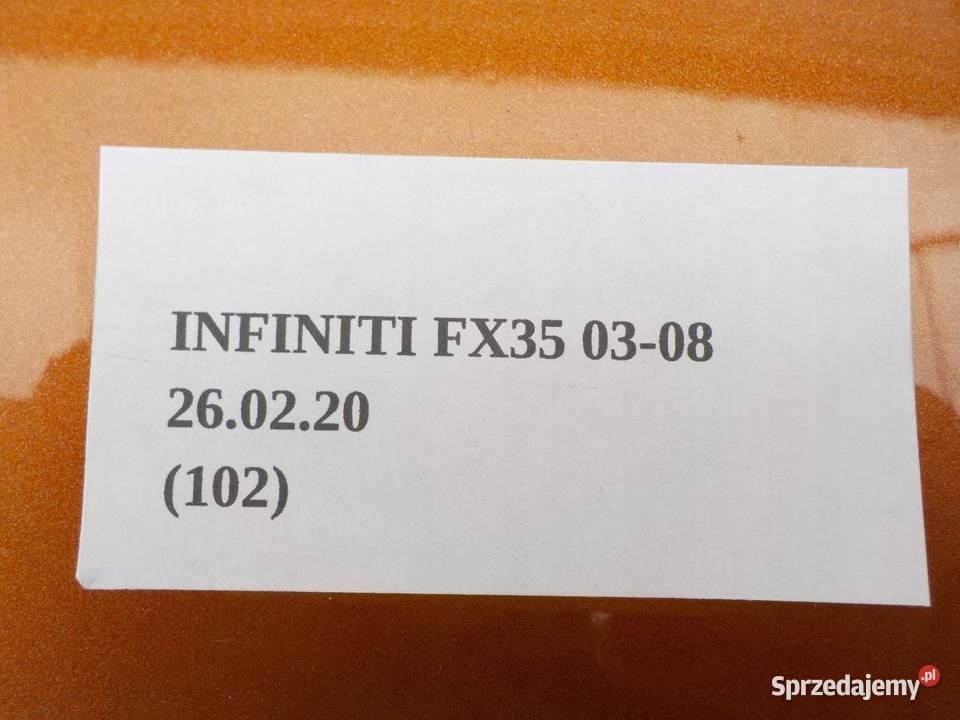 INFINITI FX35 03-08
26.02.20
(102)
Sprzedajemy.pl